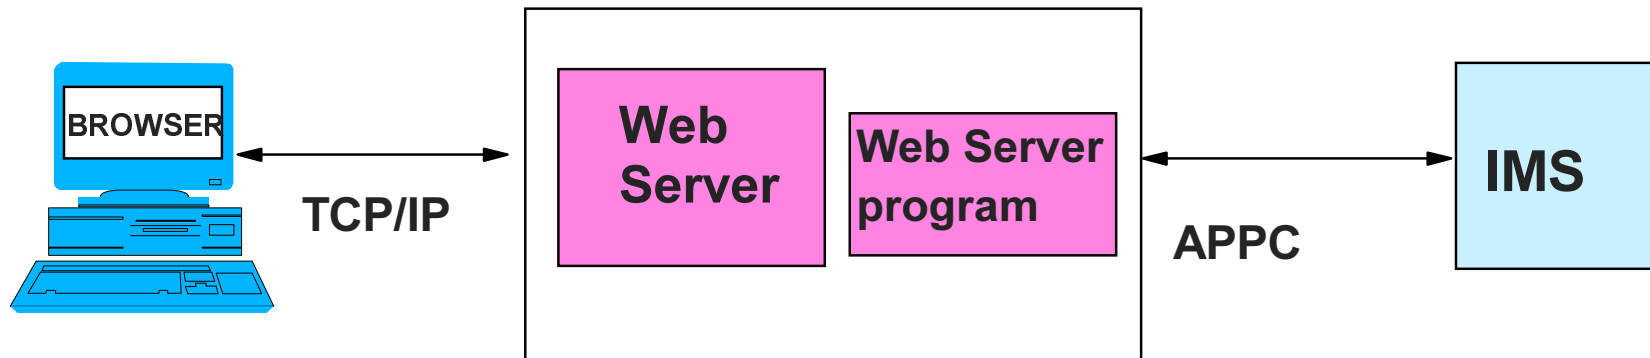 BROWSER
TCP/IP
Web
Server
Web Server
program
APPC
IMS